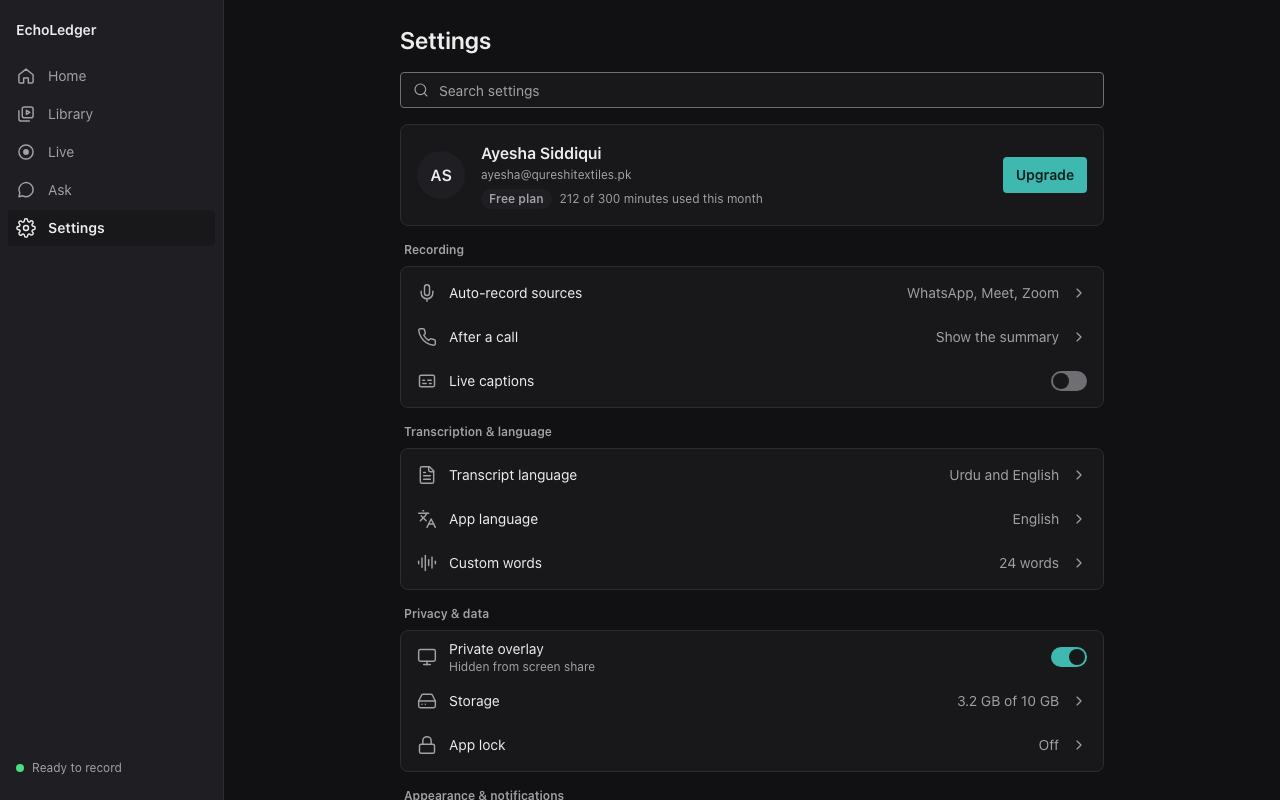 EchoLedger
Home
Library
Live
Ask
Settings
Ready to record
Settings
Search settings
AS
Ayesha Siddiqui
ayesha@qureshitextiles.pk
Free plan 212 of 300 minutes used this month
Upgrade
Recording
Auto-record sources WhatsApp, Meet, Zoom
After a call Show the summary
Live captions
Transcription & language
Transcript language Urdu and English
App language English
Custom words 24 words
Privacy & data
Private overlay
Hidden from screen share
Storage 3.2 GB of 10 GB
App lock Off
Appearance & notifications